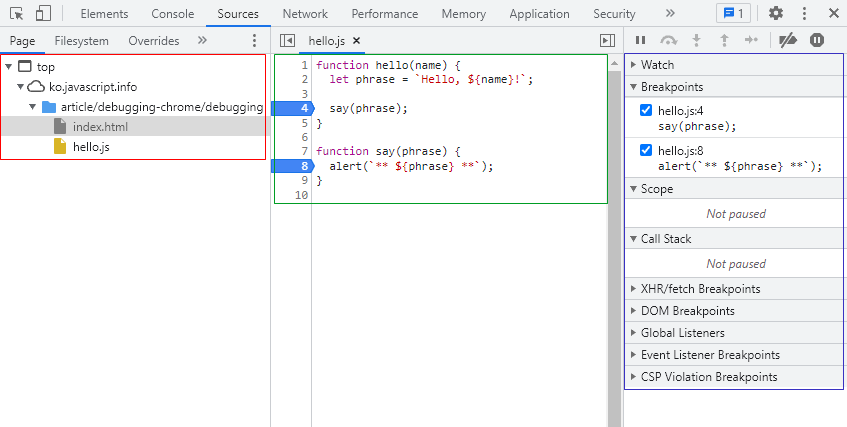 Elements Console Sources Network Performance Memory Security 1
Page Filesystem Overrides
top
ko.javascript.info
article/debugging-chrome/debugging
index.html
hello.js
hello.js
1 function hello(name) {
2 let phrase = `Hello, ${name}!`;
3
4 say(phrase);
5 }
6
7 function say(phrase) {
8 alert(`** ${phrase} **`);
9 }
10
Watch
Breakpoints
hello.js:4
say(phrase);
hello.js:8
alert(`** ${phrase} **`);
Scope
Not paused
Call Stack
Not paused
XHR/fetch Breakpoints
DOM Breakpoints
Global Listeners
Event Listener Breakpoints
CSP Violation Breakpoints